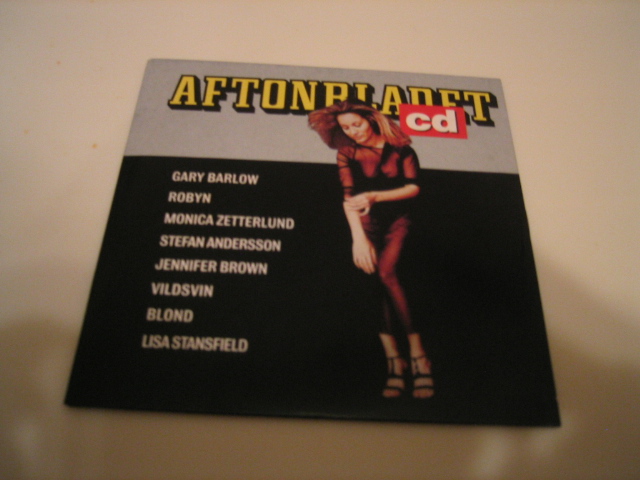 AFTONBLADET
cd
GARY BARLOW
ROBYN
MONICA ZETTERLUND
STEFAN ANDERSSON
JENNIFER BROWN
VILDSVIN
BLOND
LISA STANSFIELD